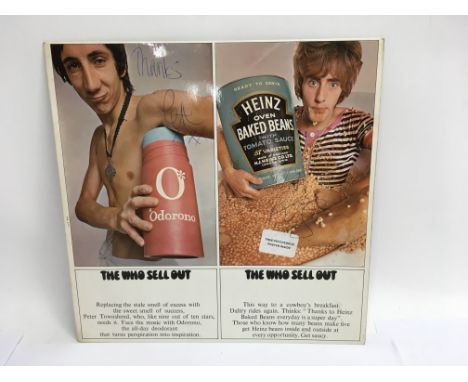 Thanks
READY TO SERVE
HEINZ
OVEN
BAKED BEANS
WITH
TOMATO SAUCE
57 VARIETIES
O
Odorono
THE WHO SELL OUT
Replacing the stale smell of excess with
the sweet smell of success,
Peter Townshend, who, like nine out of ten stars,
needs it. Face the music with Odorono,
the all-day deodorant
that turns perspiration into inspiration.
THE WHO SELL OUT
This way to a cowboy's breakfast.
Daltry rides again. Thinks: "Thanks to Heinz
Baked Beans everyday is a super day".
Those who know how many beans make five
get Heinz beans inside and outside at
every opportunity. Get saucy.